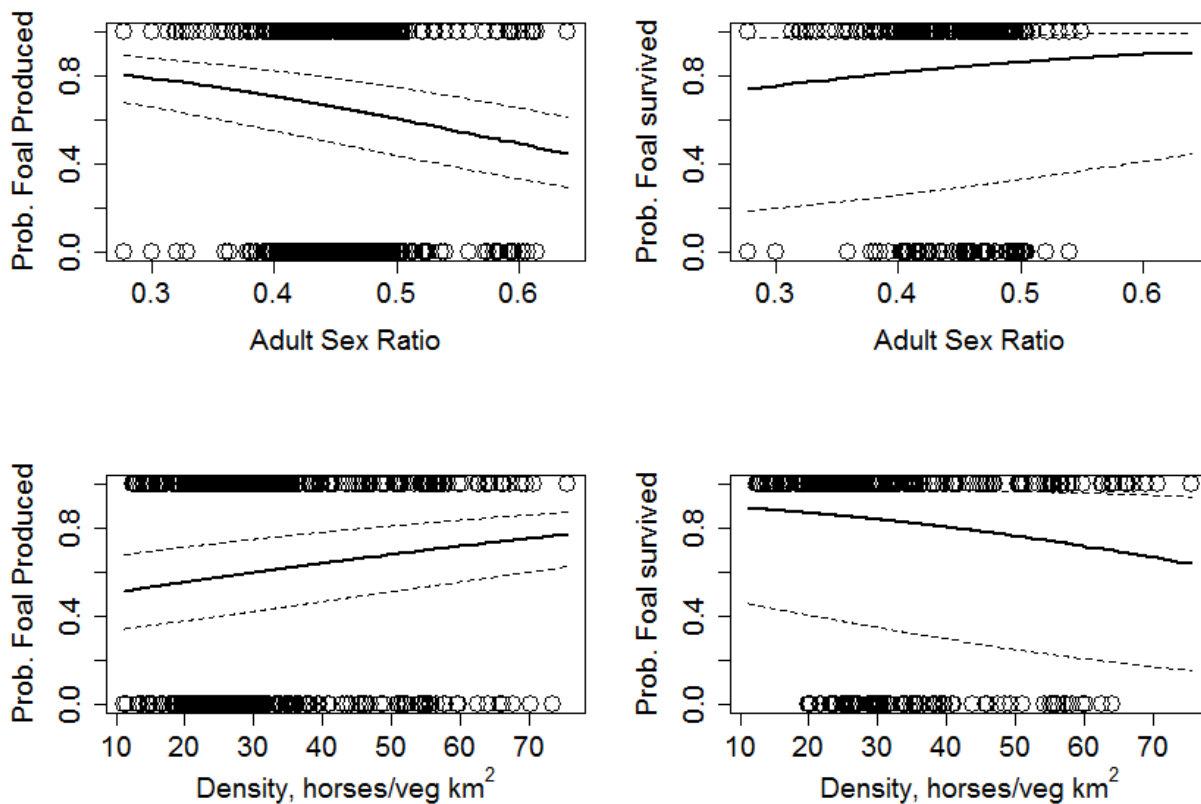 Prob. Foal Produced
0.0 0.4 0.8
0.3 0.4 0.5 0.6
Adult Sex Ratio
Prob. Foal survived
0.0 0.4 0.8
0.3 0.4 0.5 0.6
Adult Sex Ratio
Prob. Foal Produced
0.0 0.4 0.8
10 20 30 40 50 60 70
Density, horses/veg km²
Prob. Foal survived
0.0 0.4 0.8
10 20 30 40 50 60 70
Density, horses/veg km²